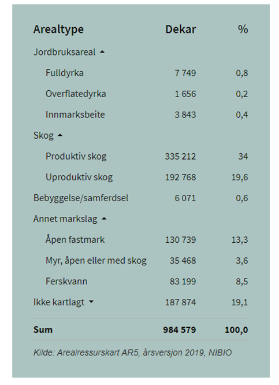 Arealtype Dekar %
Jordbruksareal
Fulldyrka 7 749 0,8
Overflatedyrka 1 656 0,2
Innmarksbeite 3 843 0,4
Skog
Produktiv skog 335 212 34
Uproduktiv skog 192 768 19,6
Bebyggelse/samferdsel 6 071 0,6
Annet markslag
Åpen fastmark 130 739 13,3
Myr, åpen eller med skog 35 468 3,6
Ferskvann 83 199 8,5
Ikke kartlagt 187 874 19,1
Sum 984 579 100,0
Kilde: Arealressurskart AR5, årsversjon 2019, NIBIO